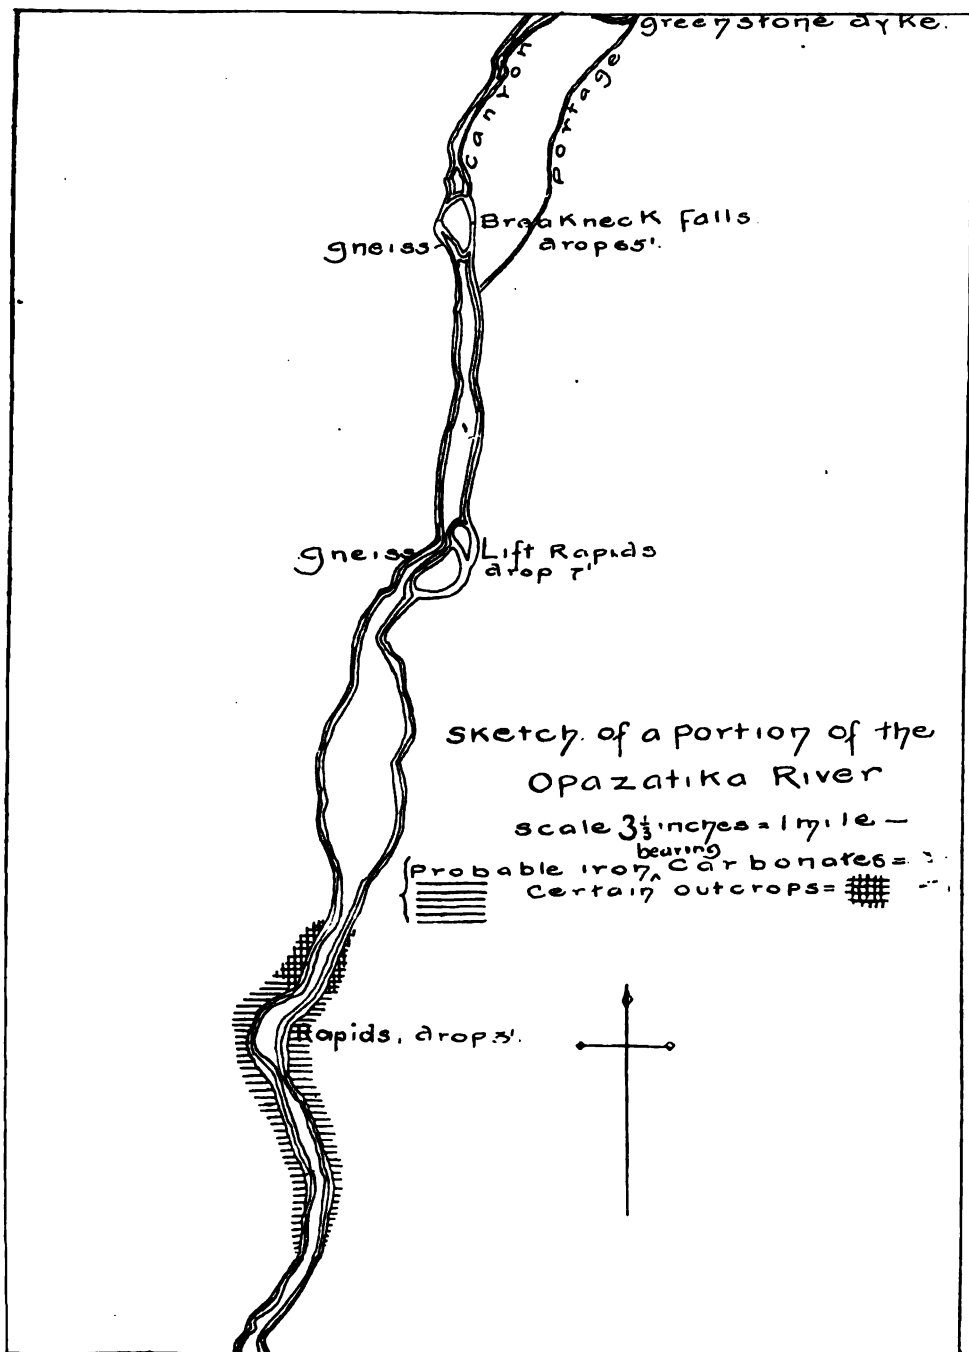 greenstone dyke.
canyon
portage
Breakneck Falls
drop 65'.
gneiss
gneiss
Lift Rapids
drop 7'
Sketch of a portion of the
Opazatika River
scale 3⅓ inches = 1 mile —
bearing
Probable iron ‸ Carbonates =
Certain outcrops =
Rapids, drop 3'.